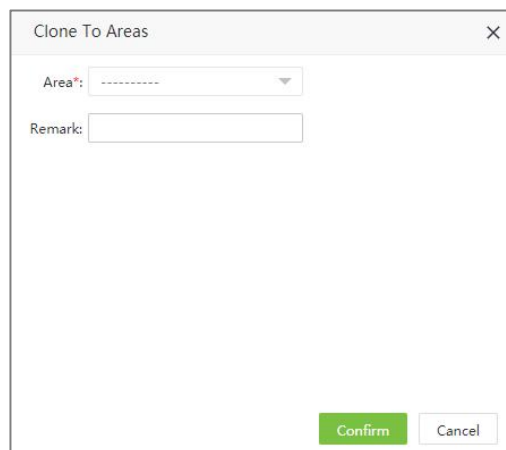 Clone To Areas
Area*: ----------
Remark:
Confirm Cancel